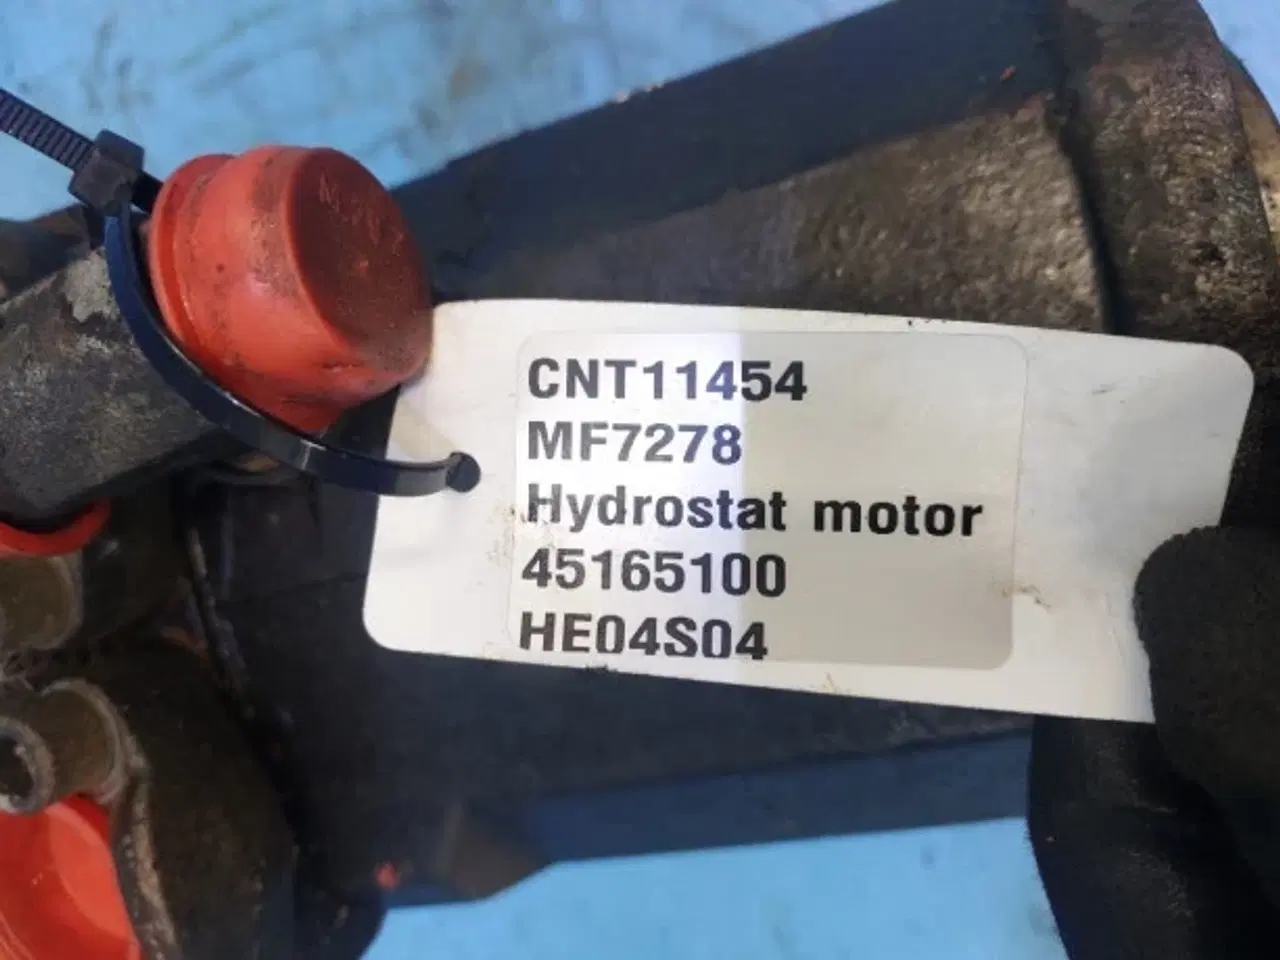 CNT11454
MF7278
Hydrostat motor
45165100
HE04S04